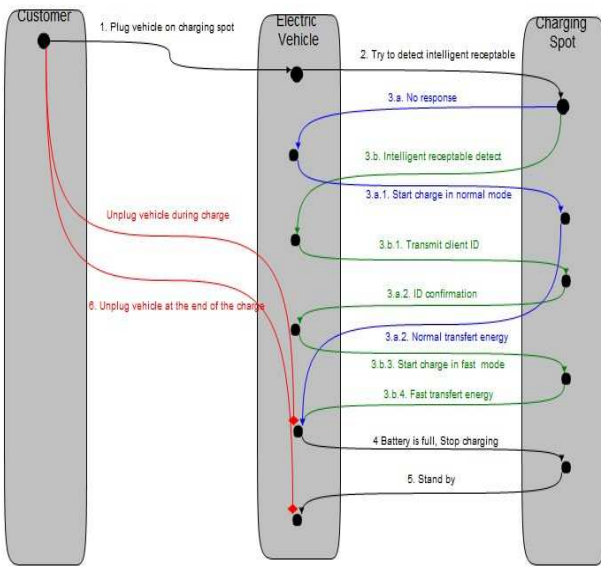 Customer
Electric
Vehicle
Charging
Spot
1. Plug vehicle on charging spot
2. Try to detect intelligent receptable
3.a. No response
3.b. Intelligent receptable detect
3.a.1. Start charge in normal mode
Unplug vehicle during charge
3.b.1. Transmit client ID
3.a.2. ID confirmation
6. Unplug vehicle at the end of the charge
3.a.2. Normal transfert energy
3.b.3. Start charge in fast mode
3.b.4. Fast transfert energy
4 Battery is full, Stop charging
5. Stand by